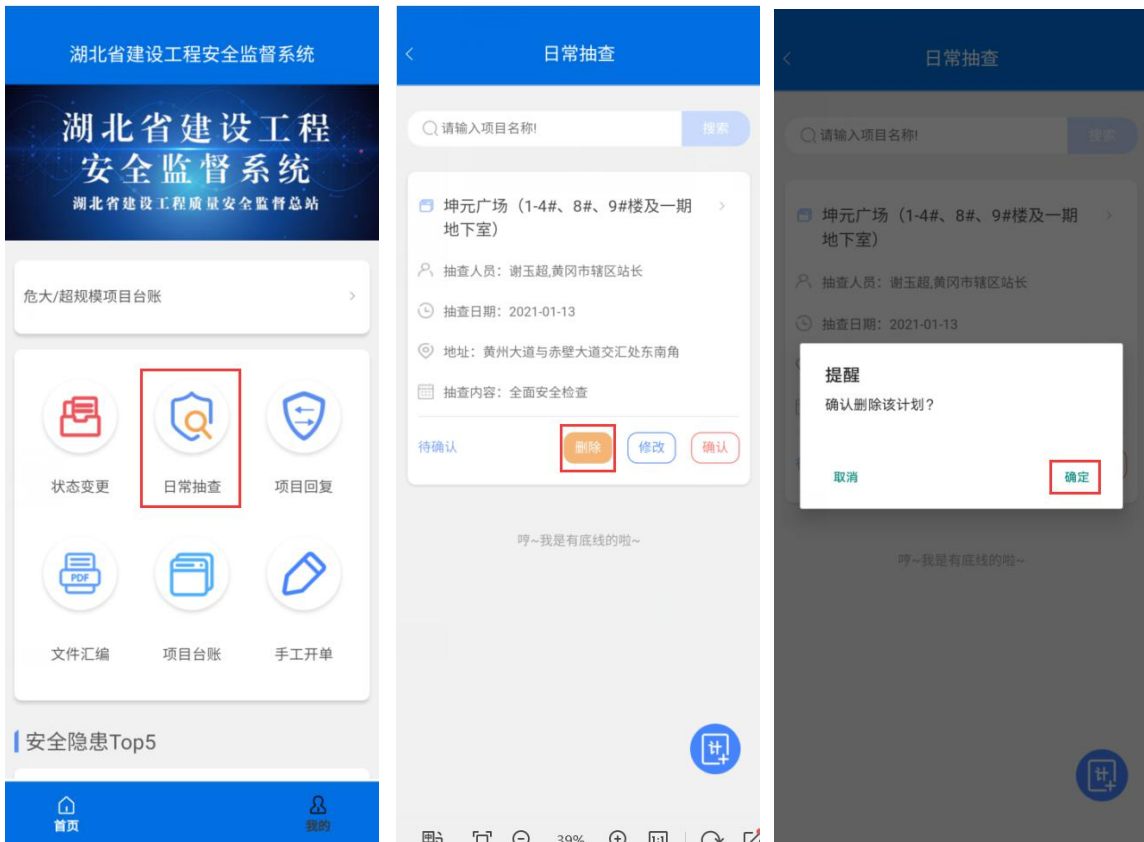 湖北省建设工程安全监督系统
湖北省建设工程
安全监督系统
湖北省建设工程质量安全监督总站
危大/超规模项目台账
状态变更
日常抽查
项目回复
PDF
文件汇编
项目台账
手工开单
安全隐患Top5
首页
我的
日常抽查
请输入项目名称!
搜索
坤元广场（1-4#、8#、9#楼及一期
地下室）
抽查人员：谢玉超,黄冈市辖区站长
抽查日期：2021-01-13
地址：黄州大道与赤壁大道交汇处东南角
抽查内容：全面安全检查
待确认
删除
修改
确认
哼~我是有底线的啦~
计
39%
1:1
日常抽查
请输入项目名称!
搜索
坤元广场（1-4#、8#、9#楼及一期
地下室）
抽查人员：谢玉超,黄冈市辖区站长
抽查日期：2021-01-13
提醒
确认删除该计划？
取消
确定
哼~我是有底线的啦~
计